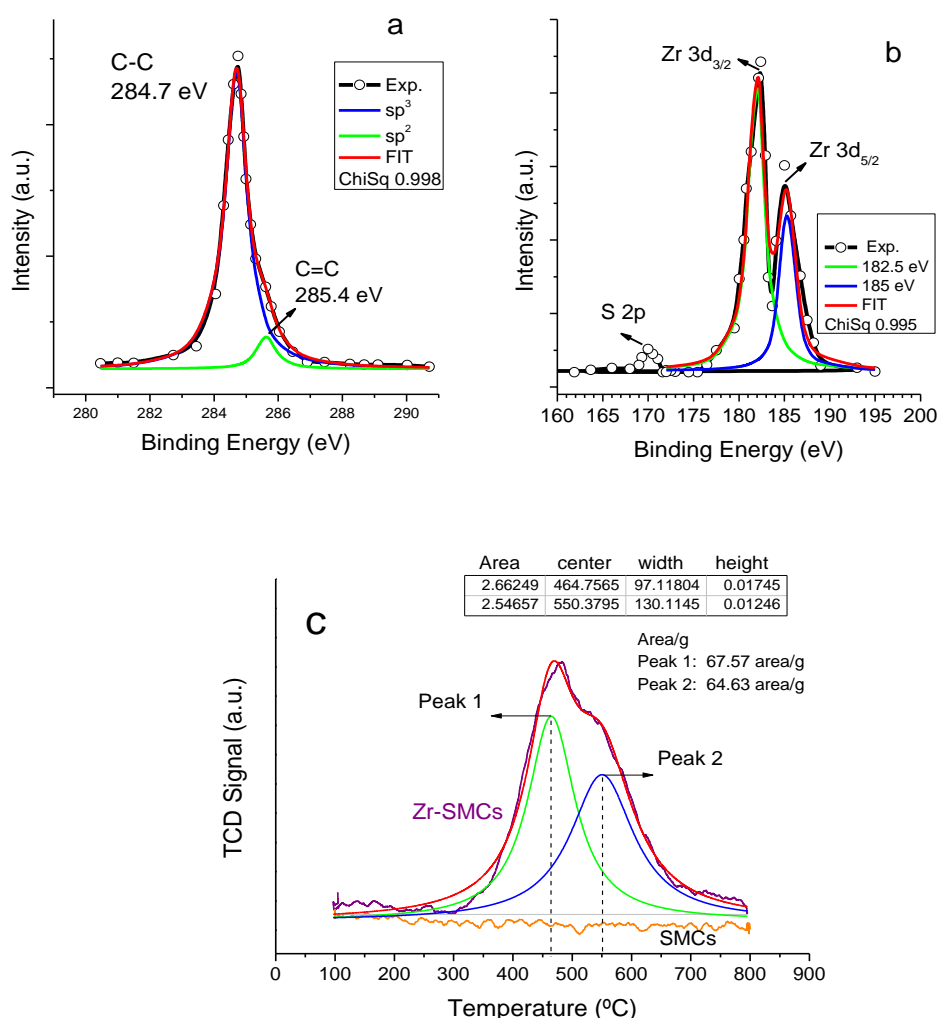 a
C-C
284.7 eV
Exp.
sp³
sp²
FIT
ChiSq 0.998
C=C
285.4 eV
Intensity (a.u.)
280 282 284 286 288 290
Binding Energy (eV)
b
Zr 3d₃/₂
Zr 3d₅/₂
S 2p
Exp.
182.5 eV
185 eV
FIT
ChiSq 0.995
Intensity (a.u.)
160 165 170 175 180 185 190 195 200
Binding Energy (eV)
Area center width height
2.66249 464.7565 97.11804 0.01745
2.54657 550.3795 130.1145 0.01246
c
Area/g
Peak 1: 67.57 area/g
Peak 2: 64.63 area/g
Peak 1
Peak 2
Zr-SMCs
SMCs
TCD Signal (a.u.)
0 100 200 300 400 500 600 700 800 900
Temperature (ºC)